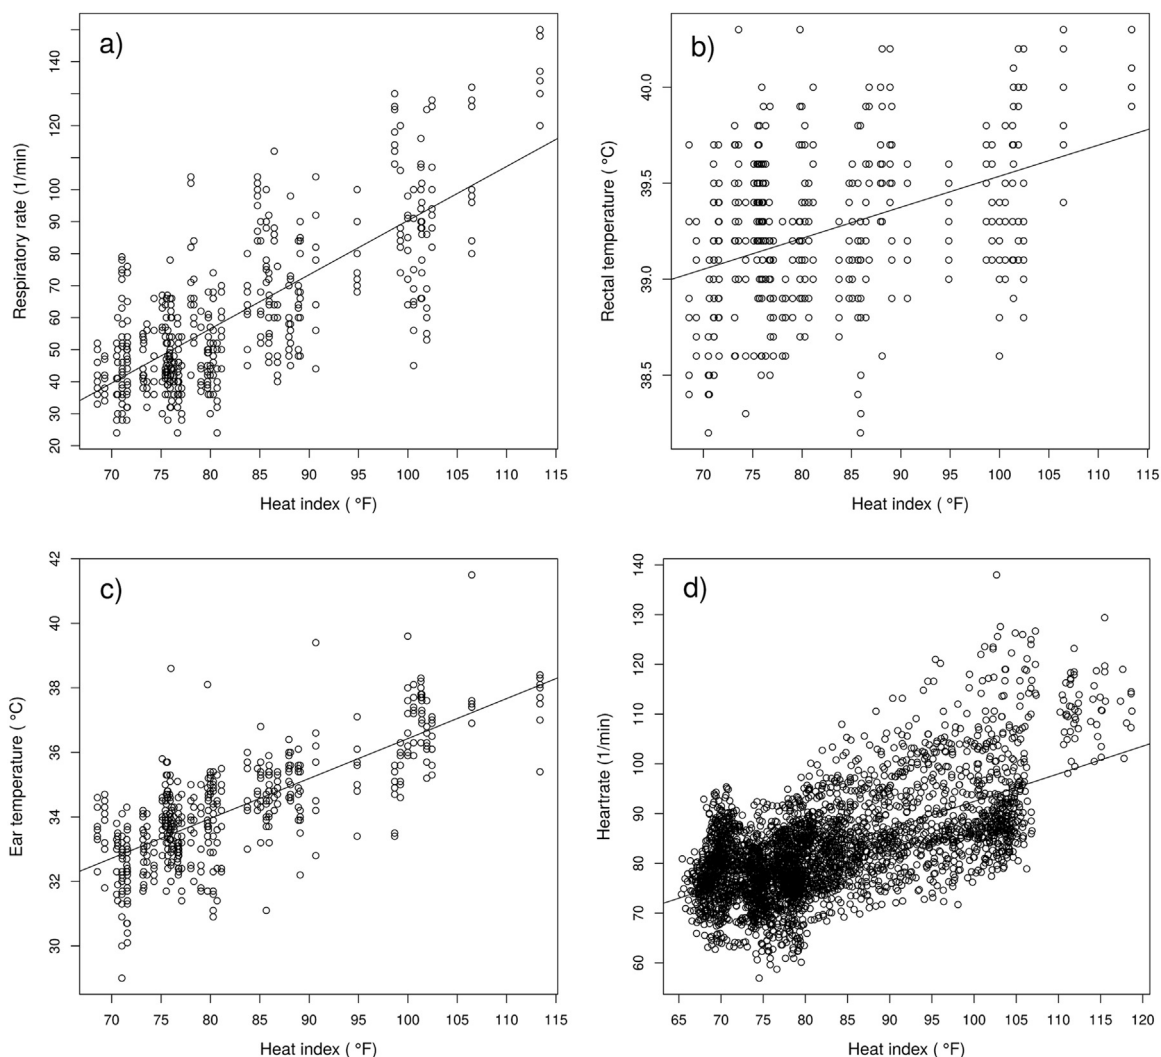 a)
Respiratory rate (1/min)
20 30 40 50 60 70 80 90 100 120 140
70 75 80 85 90 95 100 105 110 115
Heat index ( °F)
b)
Rectal temperature ( °C)
38.5 39.0 39.5 40.0
70 75 80 85 90 95 100 105 110 115
Heat index ( °F)
c)
Ear temperature ( °C)
30 32 34 36 38 40 42
70 75 80 85 90 95 100 105 110 115
Heat index ( °F)
d)
Heartrate (1/min)
60 70 80 90 100 110 120 130 140
65 70 75 80 85 90 95 100 105 110 115 120
Heat index ( °F)